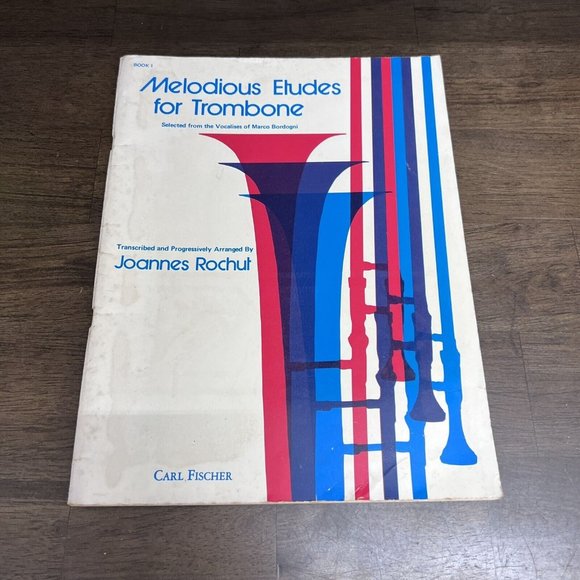 BOOK I
Melodious Etudes
for Trombone
Selected from the Vocalises of Marco Bordogni
Transcribed and Progressively Arranged By
Joannes Rochut
CARL FISCHER